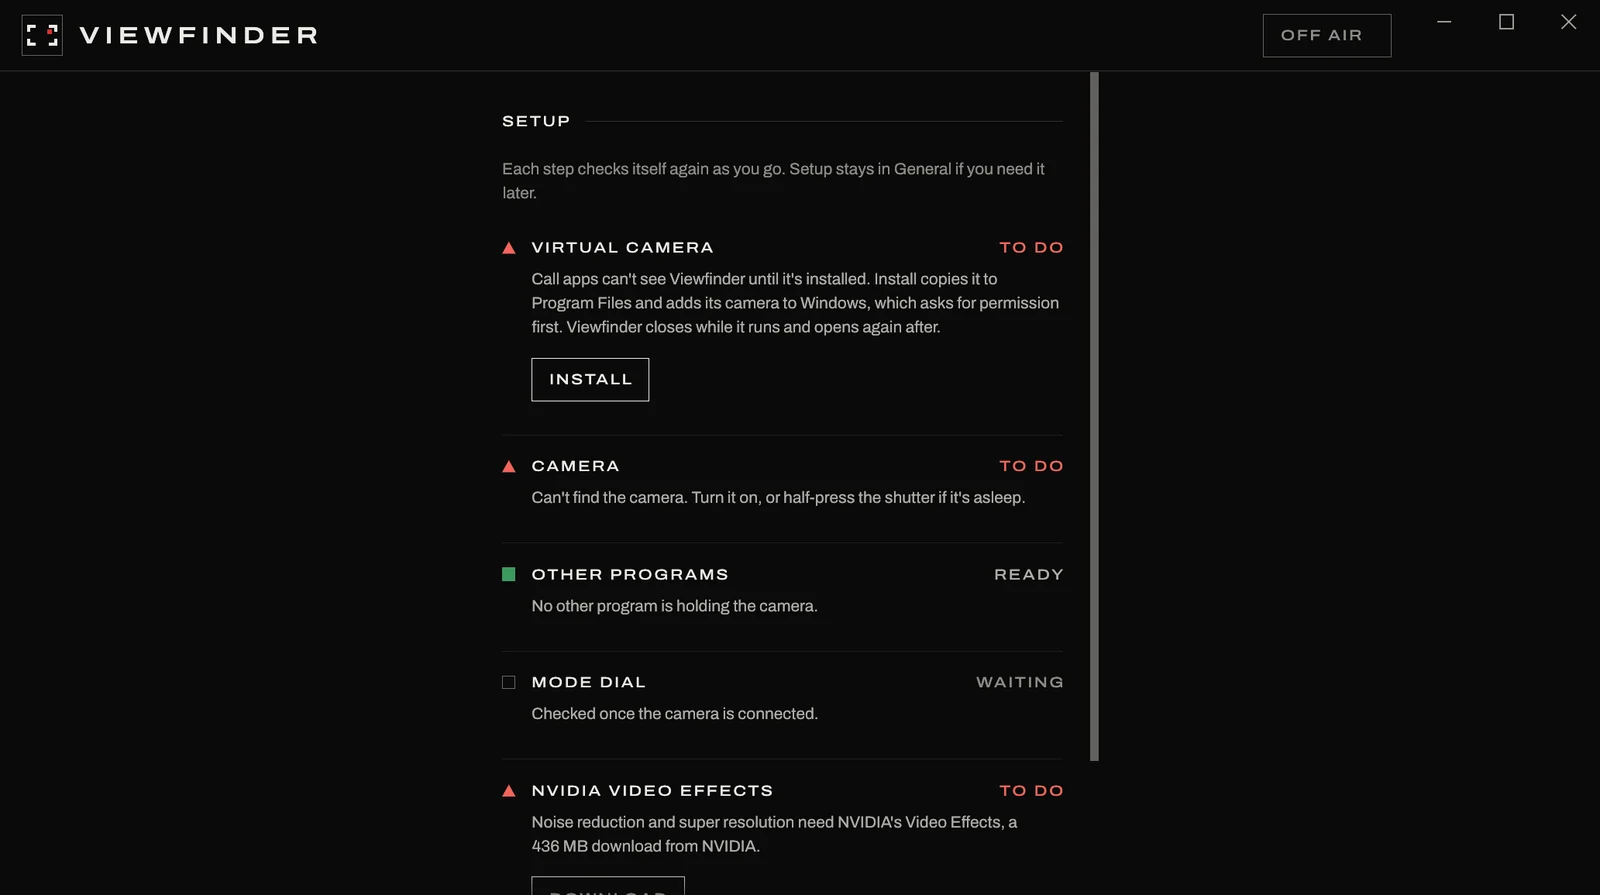 VIEWFINDER
OFF AIR
SETUP
Each step checks itself again as you go. Setup stays in General if you need it
later.
VIRTUAL CAMERA
TO DO
Call apps can't see Viewfinder until it's installed. Install copies it to
Program Files and adds its camera to Windows, which asks for permission
first. Viewfinder closes while it runs and opens again after.
INSTALL
CAMERA
TO DO
Can't find the camera. Turn it on, or half-press the shutter if it's asleep.
OTHER PROGRAMS
READY
No other program is holding the camera.
MODE DIAL
WAITING
Checked once the camera is connected.
NVIDIA VIDEO EFFECTS
TO DO
Noise reduction and super resolution need NVIDIA's Video Effects, a
436 MB download from NVIDIA.
DOWNLOAD